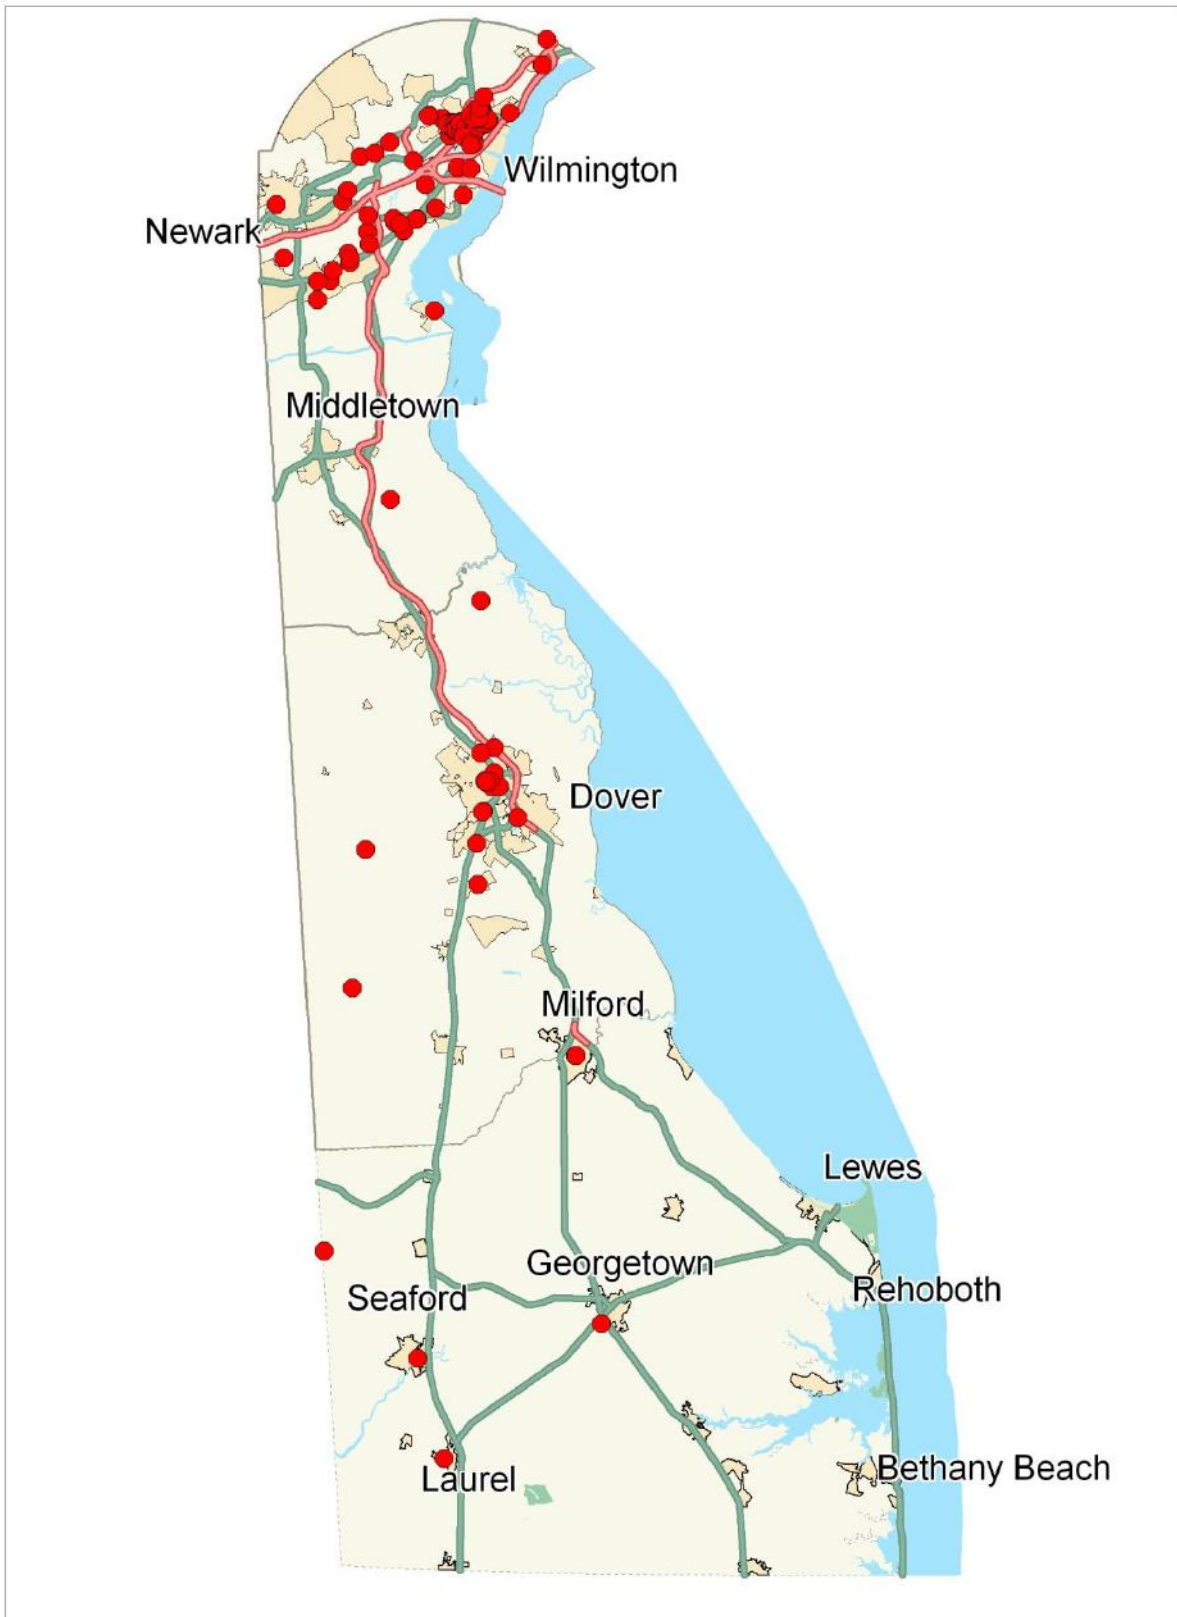 Wilmington
Newark
Middletown
Dover
Milford
Lewes
Georgetown
Rehoboth
Seaford
Bethany Beach
Laurel